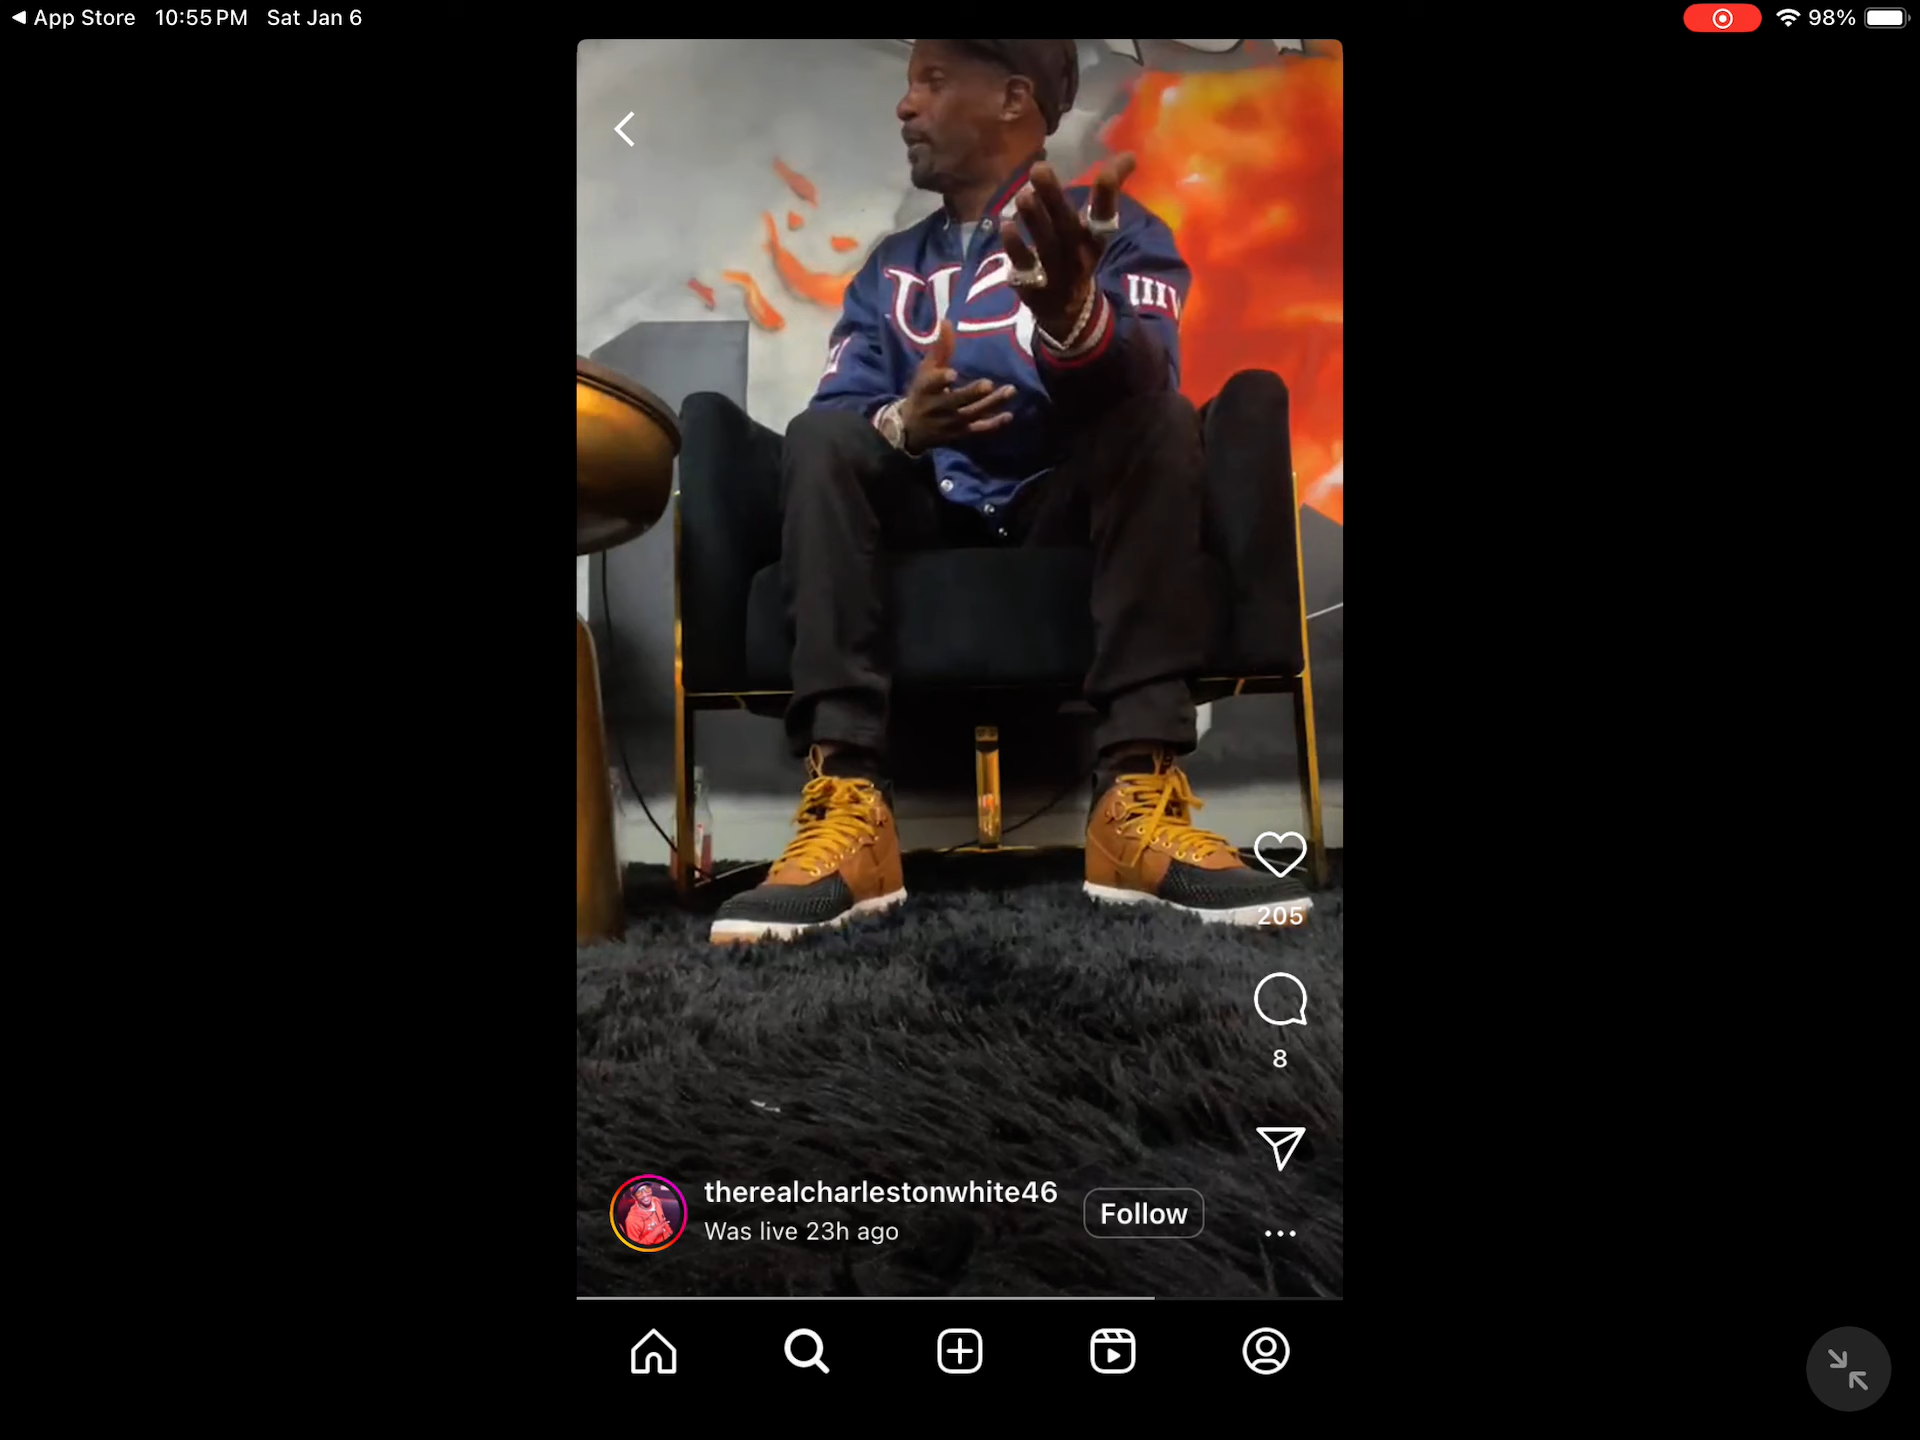 App Store 10:55 PM Sat Jan 6
98%
205
8
therealcharlestonwhite46
Was live 23h ago
Follow